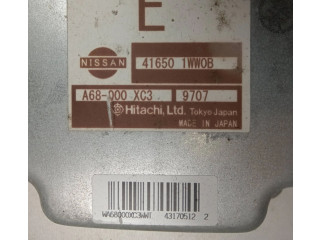 E
NISSAN
41650 1WW0B
A68-000 XC3 9707
Hitachi, Ltd. Tokyo Japan
MADE IN JAPAN
WA68000XC3WWT 43170512 2